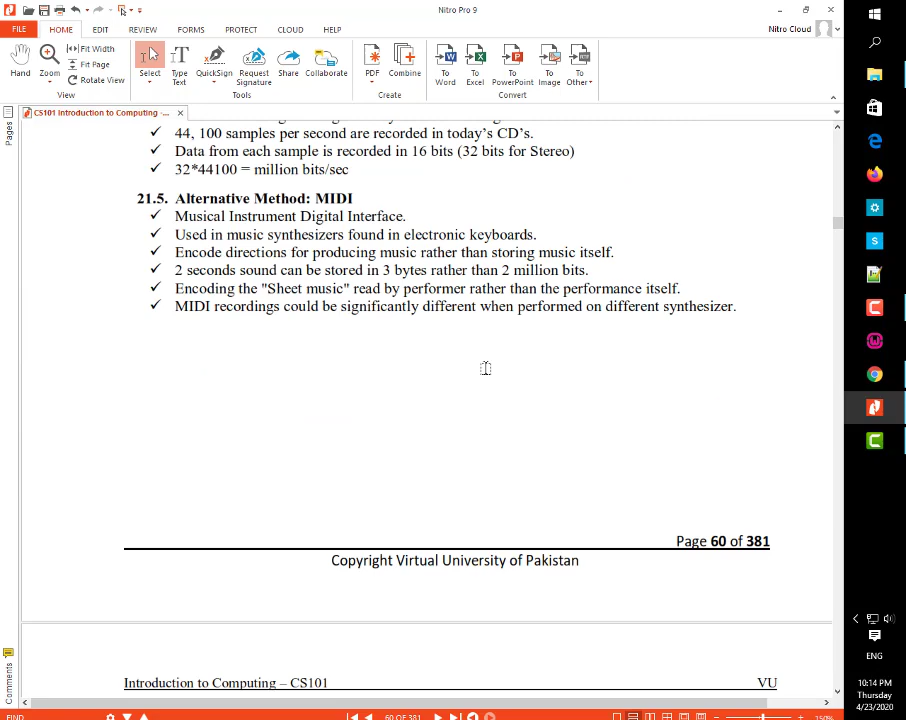 Nitro Pro 9
FILE HOME EDIT REVIEW FORMS PROTECT CLOUD HELP
Nitro Cloud
Hand Zoom Fit Width Fit Page Rotate View
View
Select Type Text QuickSign Request Signature Share Collaborate
Tools
PDF Combine
Create
To Word To Excel To PowerPoint To Image To Other
Convert
CS101 Introduction to Computing -...
Pages
44, 100 samples per second are recorded in today's CD's.
Data from each sample is recorded in 16 bits (32 bits for Stereo)
32*44100 = million bits/sec
21.5. Alternative Method: MIDI
Musical Instrument Digital Interface.
Used in music synthesizers found in electronic keyboards.
Encode directions for producing music rather than storing music itself.
2 seconds sound can be stored in 3 bytes rather than 2 million bits.
Encoding the "Sheet music" read by performer rather than the performance itself.
MIDI recordings could be significantly different when performed on different synthesizer.
Page 60 of 381
Copyright Virtual University of Pakistan
Introduction to Computing – CS101 VU
Comments
FIND
60 OF 381
150%
ENG
10:14 PM
Thursday
4/23/2020